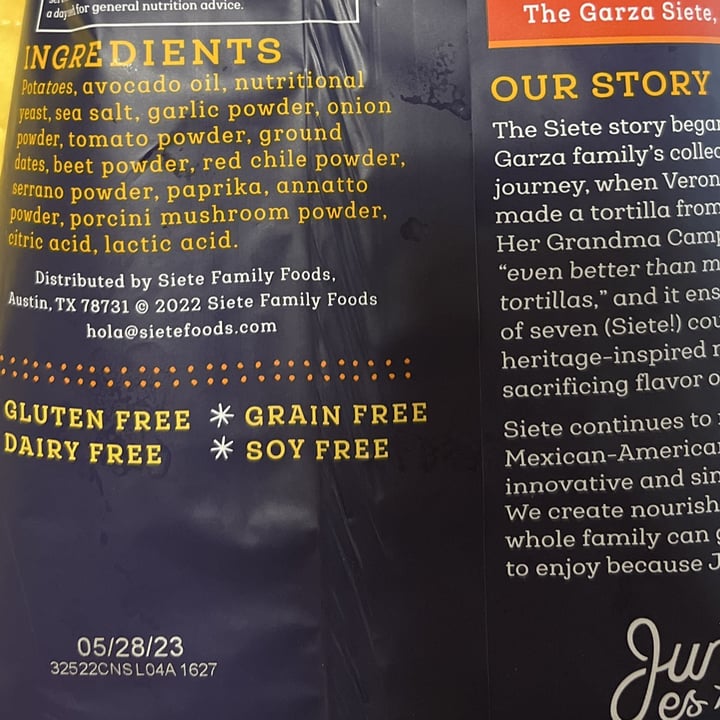 a day for general nutrition advice.
INGREDIENTS
Potatoes, avocado oil, nutritional
yeast, sea salt, garlic powder, onion
powder, tomato powder, ground
dates, beet powder, red chile powder,
serrano powder, paprika, annatto
powder, porcini mushroom powder,
citric acid, lactic acid.
Distributed by Siete Family Foods,
Austin, TX 78731 © 2022 Siete Family Foods
hola@sietefoods.com
GLUTEN FREE * GRAIN FREE
DAIRY FREE * SOY FREE
05/28/23
32522CNSL04A 1627
The Garza Siete,
OUR STORY
The Siete story began
Garza family's collec
journey, when Veron
made a tortilla from
Her Grandma Camp
“even better than m
tortillas,” and it ens
of seven (Siete!) cou
heritage-inspired
sacrificing flavor o
Siete continues to
Mexican-American
innovative and sin
We create nourish
whole family can
to enjoy because J
Jun
es